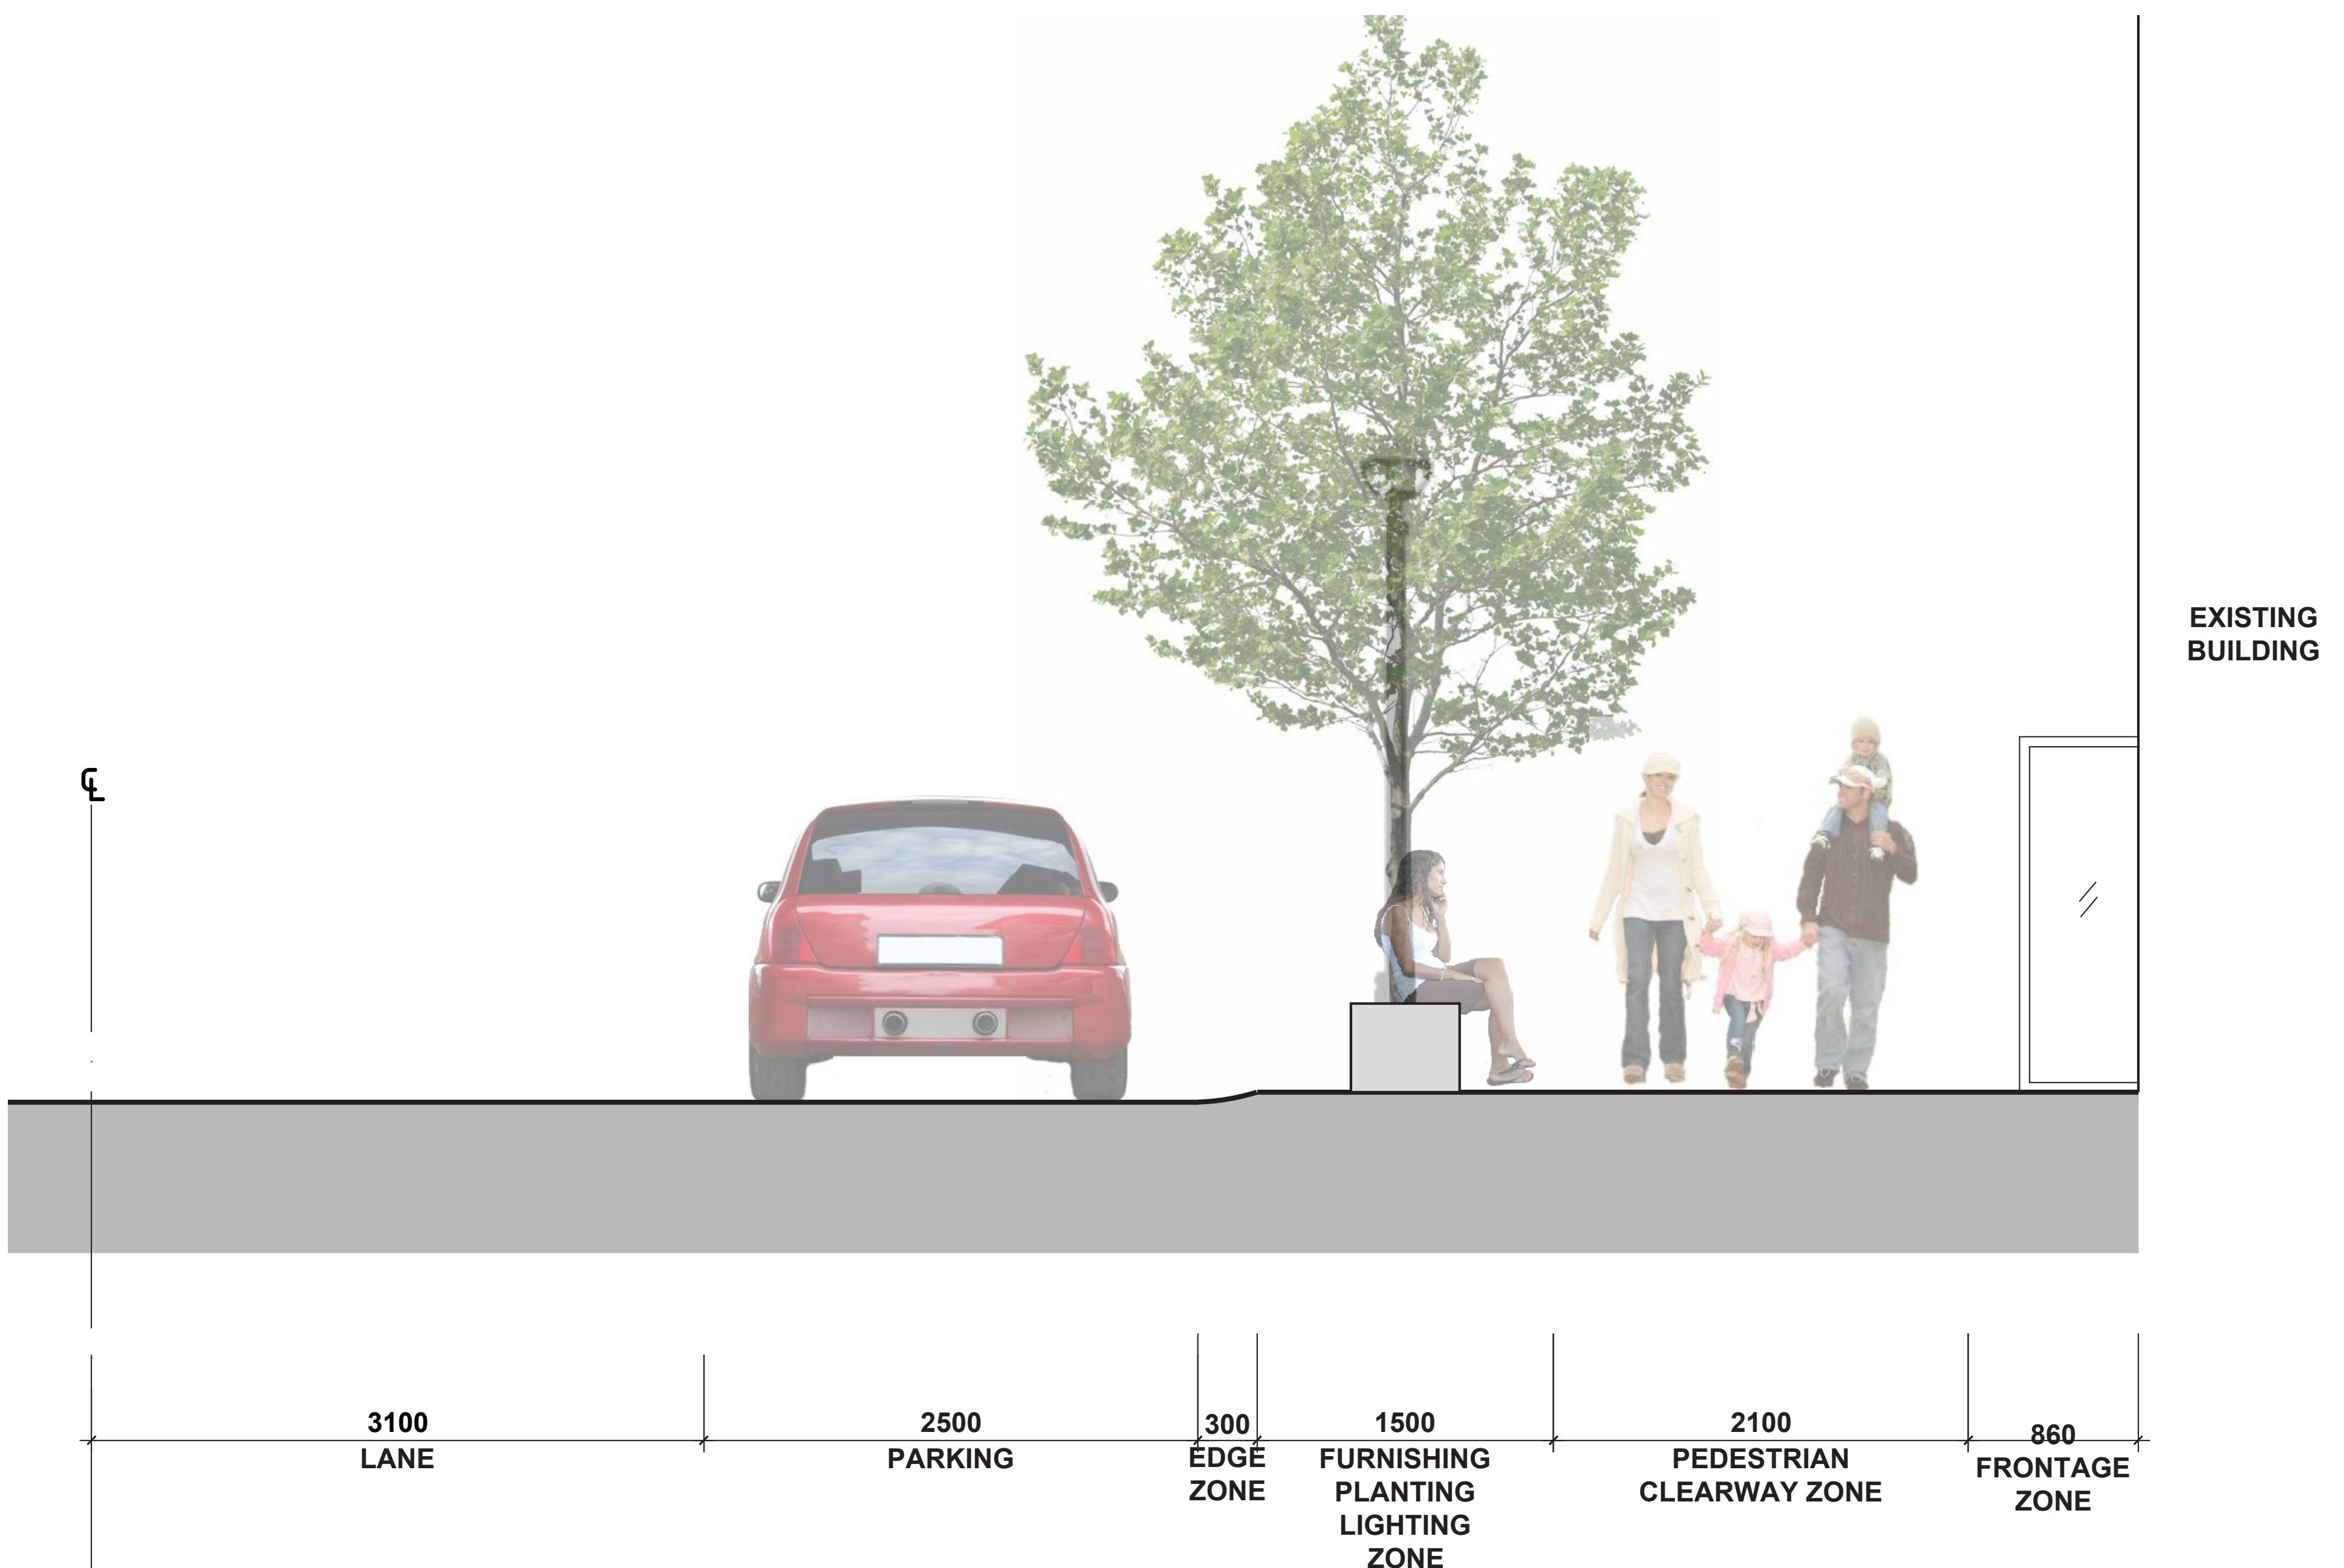 EXISTING
BUILDING
℄
3100
LANE
2500
PARKING
300
EDGE
ZONE
1500
FURNISHING
PLANTING
LIGHTING
ZONE
2100
PEDESTRIAN
CLEARWAY ZONE
860
FRONTAGE
ZONE